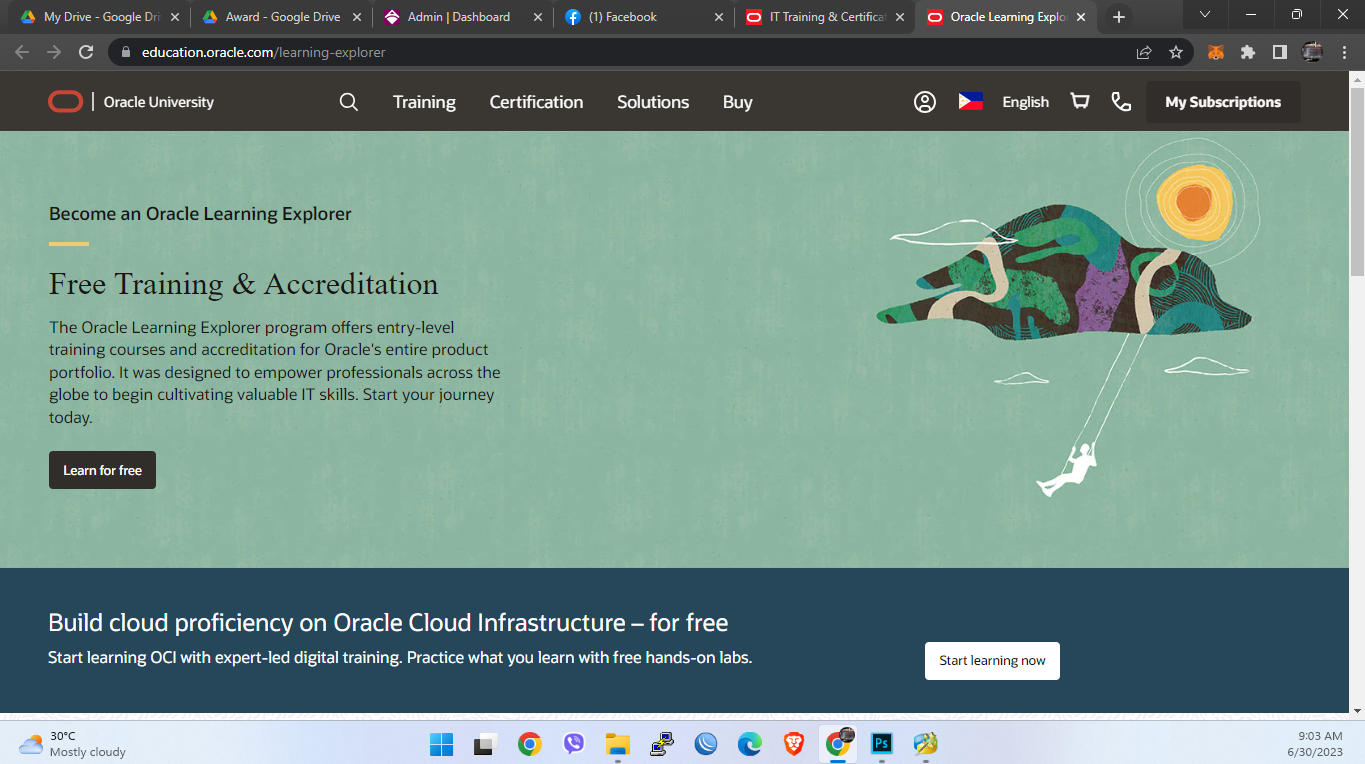 My Drive - Google Dri
Award - Google Drive
Admin | Dashboard
(1) Facebook
IT Training & Certificat
Oracle Learning Explo
education.oracle.com/learning-explorer
Oracle University
Training
Certification
Solutions
Buy
English
My Subscriptions
Become an Oracle Learning Explorer
Free Training & Accreditation
The Oracle Learning Explorer program offers entry-level
training courses and accreditation for Oracle's entire product
portfolio. It was designed to empower professionals across the
globe to begin cultivating valuable IT skills. Start your journey
today.
Learn for free
Build cloud proficiency on Oracle Cloud Infrastructure – for free
Start learning OCI with expert-led digital training. Practice what you learn with free hands-on labs.
Start learning now
30°C
Mostly cloudy
Ps
9:03 AM
6/30/2023